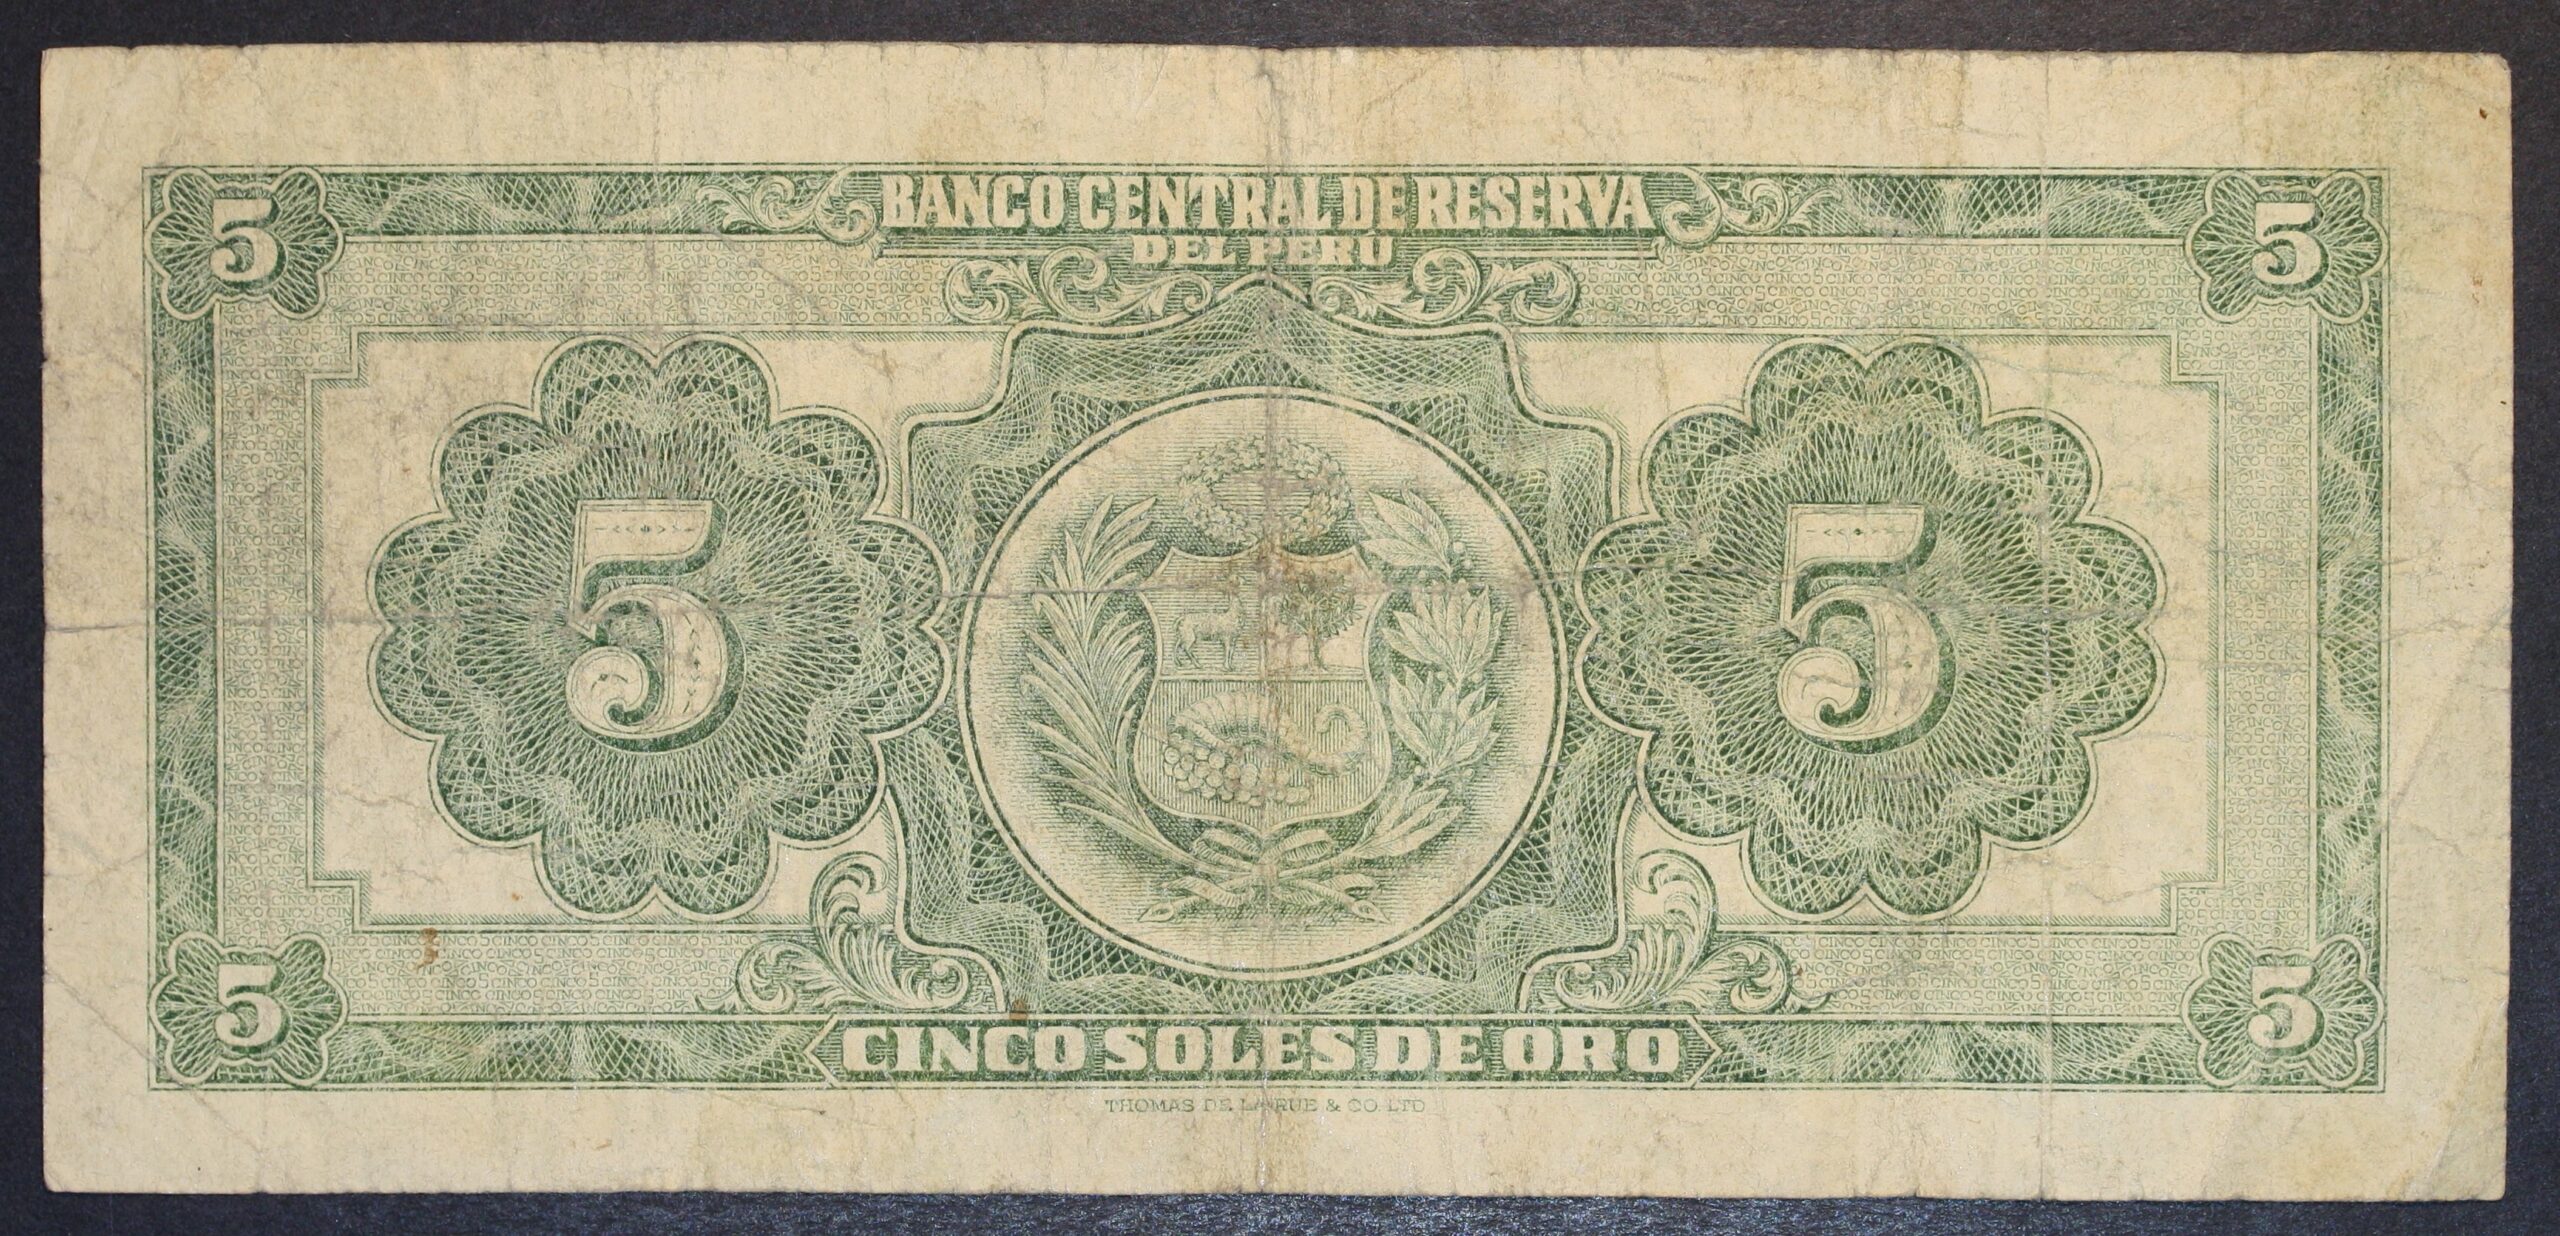 BANCO CENTRAL DE RESERVA
DEL PERU
5 5
5 5
5 5
CINCO SOLES DE ORO
THOMAS DE LA RUE & CO. LTD